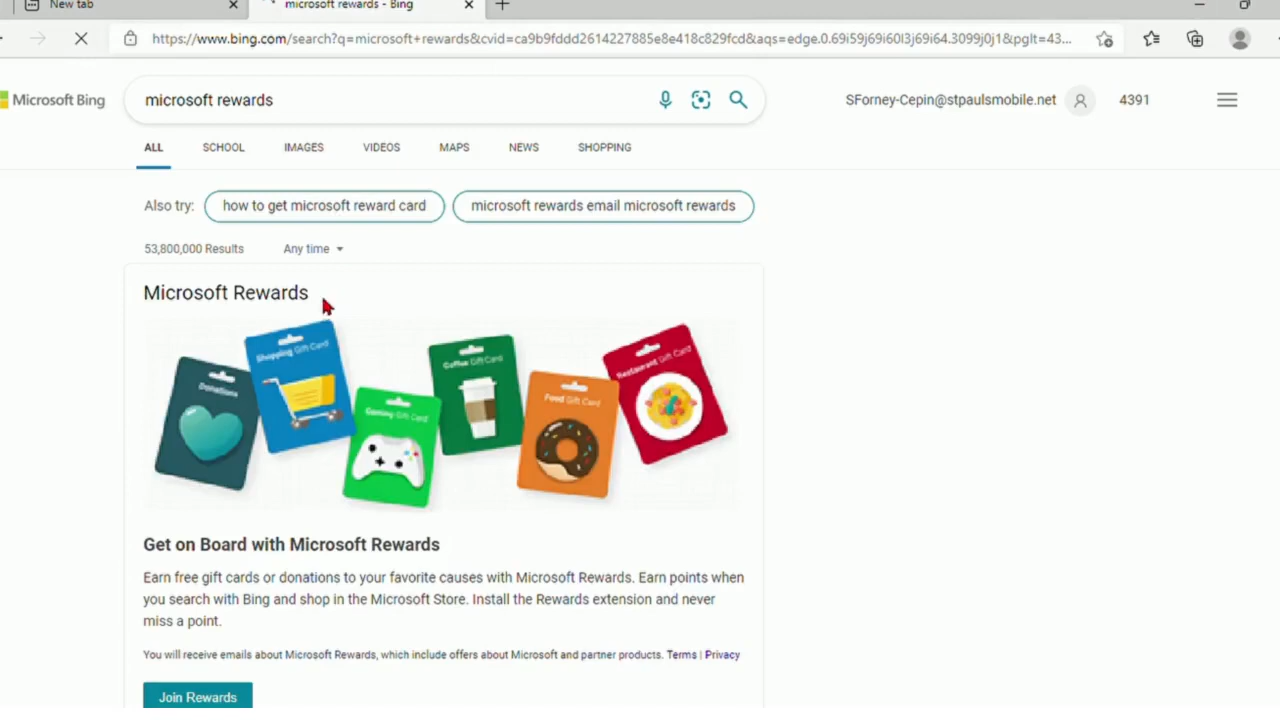 New tab
microsoft rewards - Bing
https://www.bing.com/search?q=microsoft+rewards&cvid=ca9b9fddd2614227885e8e418c829fcd&aqs=edge.0.69i59j69i60l3j69i64.3099j0j1&pglt=43...
Microsoft Bing
microsoft rewards
SForney-Cepin@stpaulsmobile.net
4391
ALL
SCHOOL
IMAGES
VIDEOS
MAPS
NEWS
SHOPPING
Also try:
how to get microsoft reward card
microsoft rewards email microsoft rewards
53,800,000 Results
Any time
Microsoft Rewards
Donations
Shopping Gift Card
Gaming Gift Card
Coffee Gift Card
Food Gift Card
Restaurant Gift Card
Get on Board with Microsoft Rewards
Earn free gift cards or donations to your favorite causes with Microsoft Rewards. Earn points when
you search with Bing and shop in the Microsoft Store. Install the Rewards extension and never
miss a point.
You will receive emails about Microsoft Rewards, which include offers about Microsoft and partner products. Terms | Privacy
Join Rewards